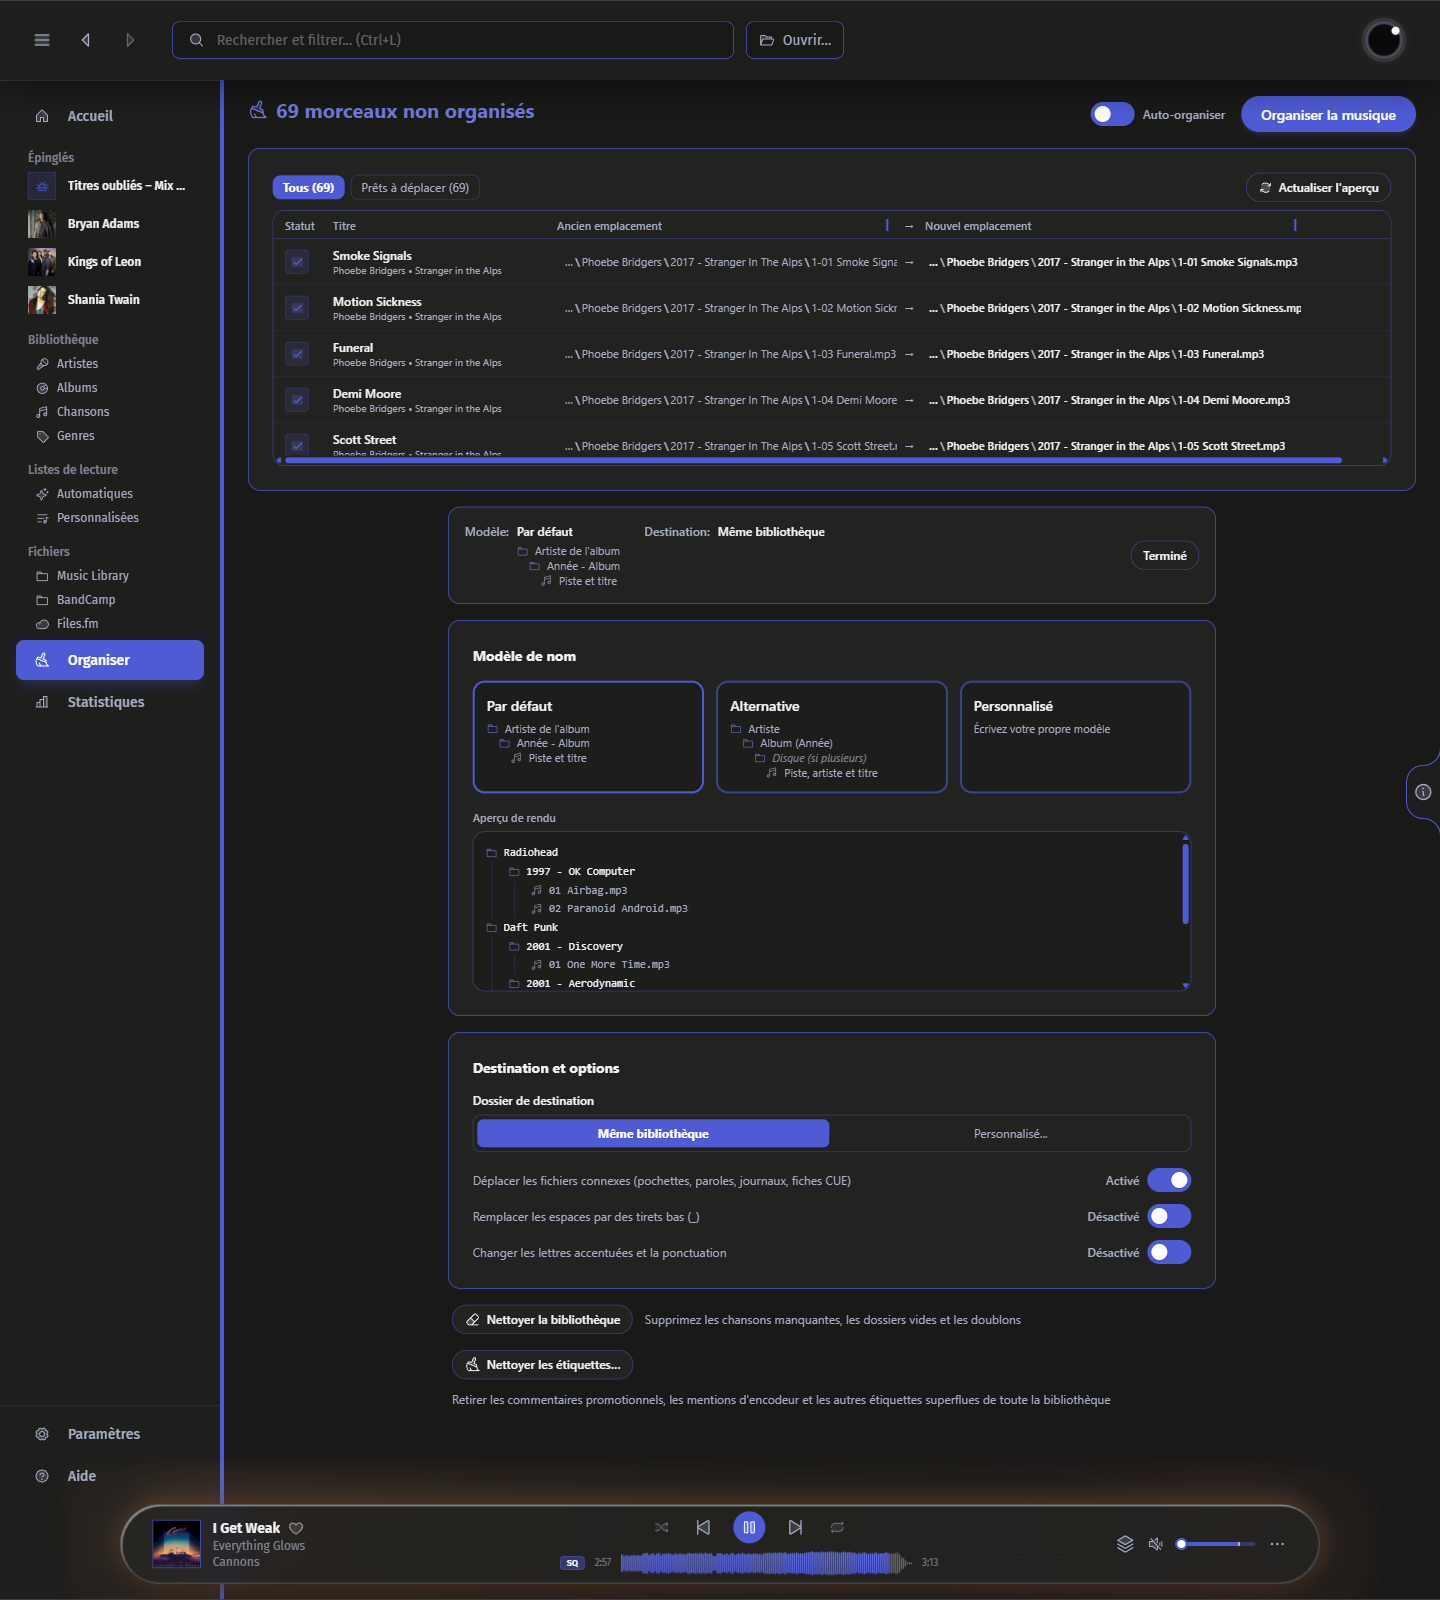 Rechercher et filtrer... (Ctrl+L)
Ouvrir...
Accueil
Épinglés
Titres oubliés – Mix ...
Bryan Adams
Kings of Leon
Shania Twain
Bibliothèque
Artistes
Albums
Chansons
Genres
Listes de lecture
Automatiques
Personnalisées
Fichiers
Music Library
BandCamp
Files.fm
Organiser
Statistiques
Paramètres
Aide
69 morceaux non organisés
Auto-organiser
Organiser la musique
Tous (69)
Prêts à déplacer (69)
Actualiser l'aperçu
Statut Titre Ancien emplacement → Nouvel emplacement
Smoke Signals
Phoebe Bridgers • Stranger in the Alps
...\Phoebe Bridgers\2017 - Stranger In The Alps\1-01 Smoke Signa → ...\Phoebe Bridgers\2017 - Stranger in the Alps\1-01 Smoke Signals.mp3
Motion Sickness
Phoebe Bridgers • Stranger in the Alps
...\Phoebe Bridgers\2017 - Stranger In The Alps\1-02 Motion Sickr → ...\Phoebe Bridgers\2017 - Stranger in the Alps\1-02 Motion Sickness.mp
Funeral
Phoebe Bridgers • Stranger in the Alps
...\Phoebe Bridgers\2017 - Stranger In The Alps\1-03 Funeral.mp3 → ...\Phoebe Bridgers\2017 - Stranger in the Alps\1-03 Funeral.mp3
Demi Moore
Phoebe Bridgers • Stranger in the Alps
...\Phoebe Bridgers\2017 - Stranger In The Alps\1-04 Demi Moore → ...\Phoebe Bridgers\2017 - Stranger in the Alps\1-04 Demi Moore.mp3
Scott Street
Phoebe Bridgers • Stranger in the Alps
...\Phoebe Bridgers\2017 - Stranger In The Alps\1-05 Scott Street.r → ...\Phoebe Bridgers\2017 - Stranger in the Alps\1-05 Scott Street.mp3
Modèle: Par défaut
Artiste de l'album
Année - Album
Piste et titre
Destination: Même bibliothèque
Terminé
Modèle de nom
Par défaut
Artiste de l'album
Année - Album
Piste et titre
Alternative
Artiste
Album (Année)
Disque (si plusieurs)
Piste, artiste et titre
Personnalisé
Écrivez votre propre modèle
Aperçu de rendu
Radiohead
1997 - OK Computer
01 Airbag.mp3
02 Paranoid Android.mp3
Daft Punk
2001 - Discovery
01 One More Time.mp3
2001 - Aerodynamic
Destination et options
Dossier de destination
Même bibliothèque
Personnalisé...
Déplacer les fichiers connexes (pochettes, paroles, journaux, fiches CUE) Activé
Remplacer les espaces par des tirets bas (_) Désactivé
Changer les lettres accentuées et la ponctuation Désactivé
Nettoyer la bibliothèque Supprimez les chansons manquantes, les dossiers vides et les doublons
Nettoyer les étiquettes...
Retirer les commentaires promotionnels, les mentions d'encodeur et les autres étiquettes superflues de toute la bibliothèque
I Get Weak
Everything Glows
Cannons
SQ 2:57 3:13